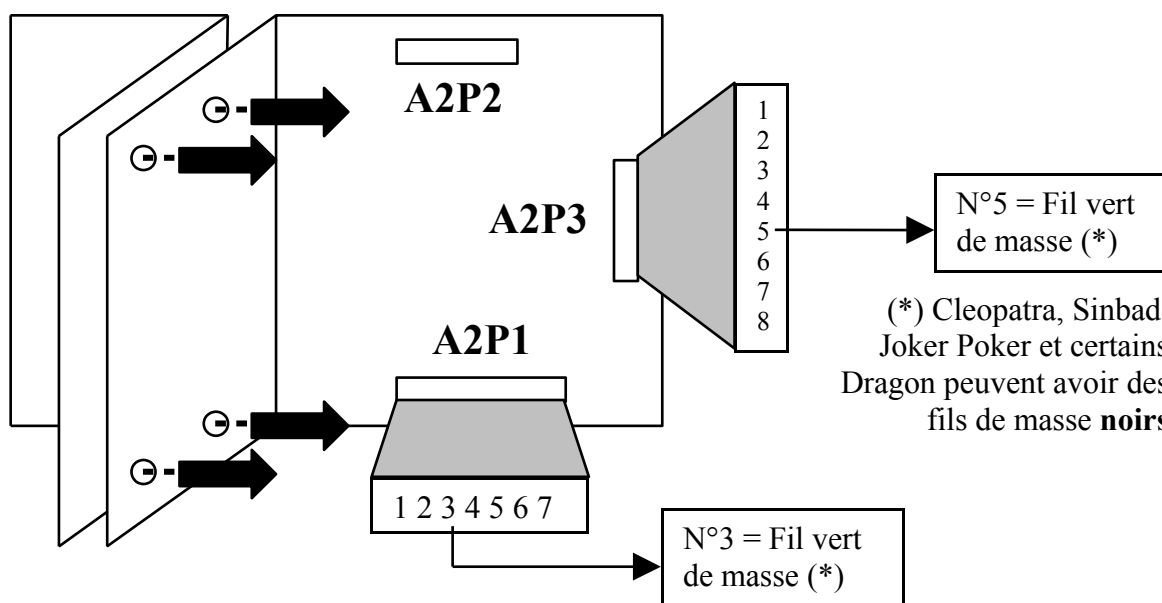 A2P2
1
2
3
4
5
6
7
8
A2P3
N°5 = Fil vert
de masse (*)
(*) Cleopatra, Sinbad
Joker Poker et certains
Dragon peuvent avoir des
fils de masse noirs
A2P1
1 2 3 4 5 6 7
N°3 = Fil vert
de masse (*)